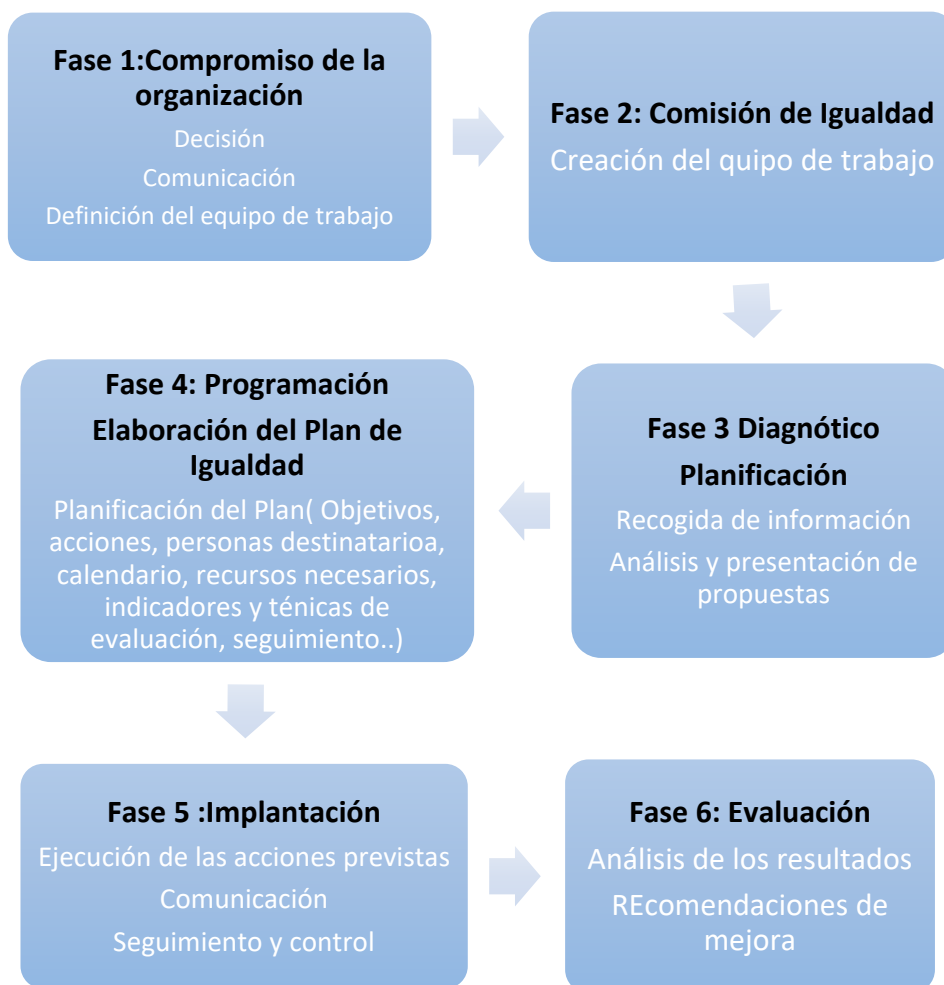 Fase 1:Compromiso de la
organización
Decisión
Comunicación
Definición del equipo de trabajo
Fase 2: Comisión de Igualdad
Creación del quipo de trabajo
Fase 3 Diagnótico
Planificación
Recogida de información
Análisis y presentación de
propuestas
Fase 4: Programación
Elaboración del Plan de
Igualdad
Planificación del Plan( Objetivos,
acciones, personas destinatarioa,
calendario, recursos necesarios,
indicadores y ténicas de
evaluación, seguimiento..)
Fase 5 :Implantación
Ejecución de las acciones previstas
Comunicación
Seguimiento y control
Fase 6: Evaluación
Análisis de los resultados
REcomendaciones de
mejora